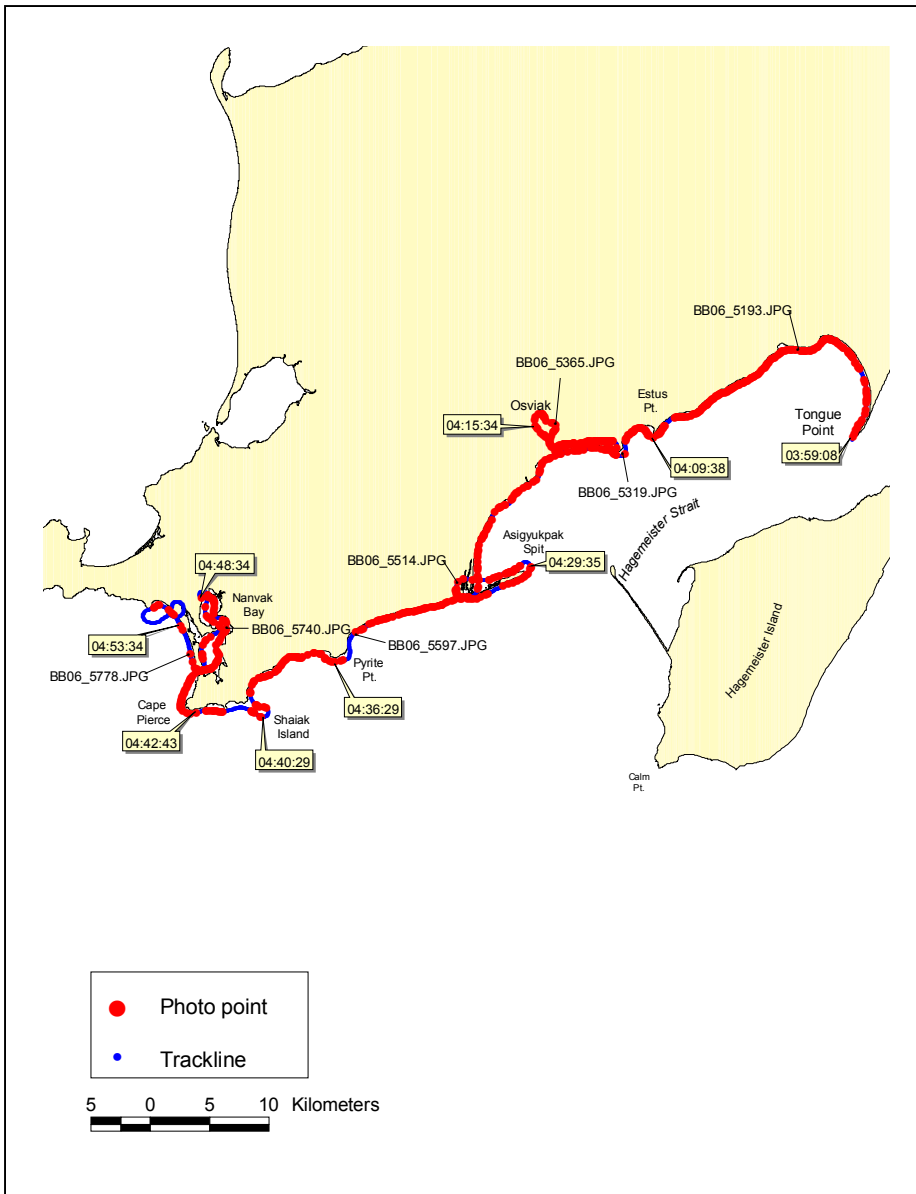 BB06_5193.JPG
BB06_5365.JPG
Osviak
Estus
Pt.
04:15:34
Tongue
Point
04:09:38
03:59:08
BB06_5319.JPG
Hagemeister Strait
Asigyukpak
Spit
BB06_5514.JPG
04:29:35
04:48:34
Nanvak
Bay
BB06_5740.JPG
BB06_5597.JPG
04:53:34
Hagemeister Island
BB06_5778.JPG
Pyrite
Pt.
04:36:29
Cape
Pierce
Shaiak
Island
04:42:43
04:40:29
Calm
Pt.
Photo point
Trackline
5 0 5 10 Kilometers